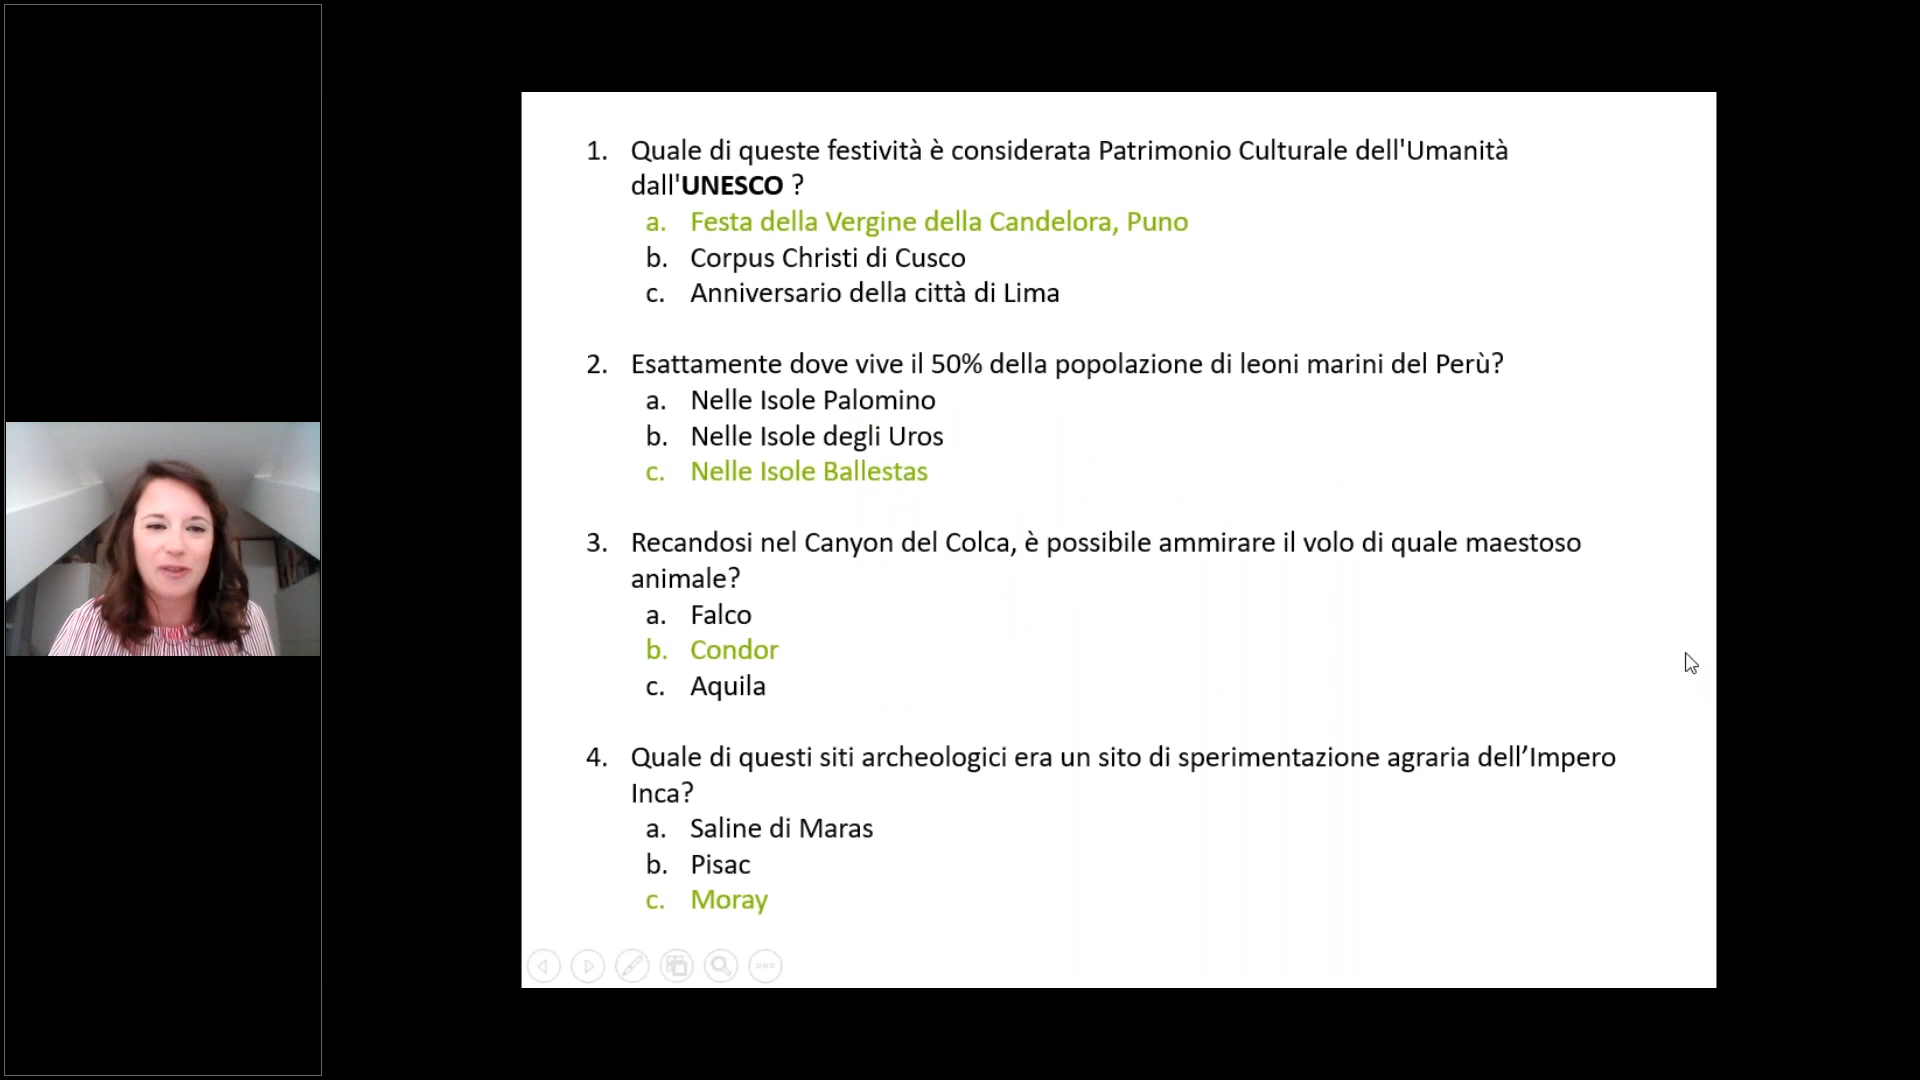 1. Quale di queste festività è considerata Patrimonio Culturale dell'Umanità
dall'UNESCO ?
a. Festa della Vergine della Candelora, Puno
b. Corpus Christi di Cusco
c. Anniversario della città di Lima
2. Esattamente dove vive il 50% della popolazione di leoni marini del Perù?
a. Nelle Isole Palomino
b. Nelle Isole degli Uros
c. Nelle Isole Ballestas
3. Recandosi nel Canyon del Colca, è possibile ammirare il volo di quale maestoso
animale?
a. Falco
b. Condor
c. Aquila
4. Quale di questi siti archeologici era un sito di sperimentazione agraria dell’Impero
Inca?
a. Saline di Maras
b. Pisac
c. Moray